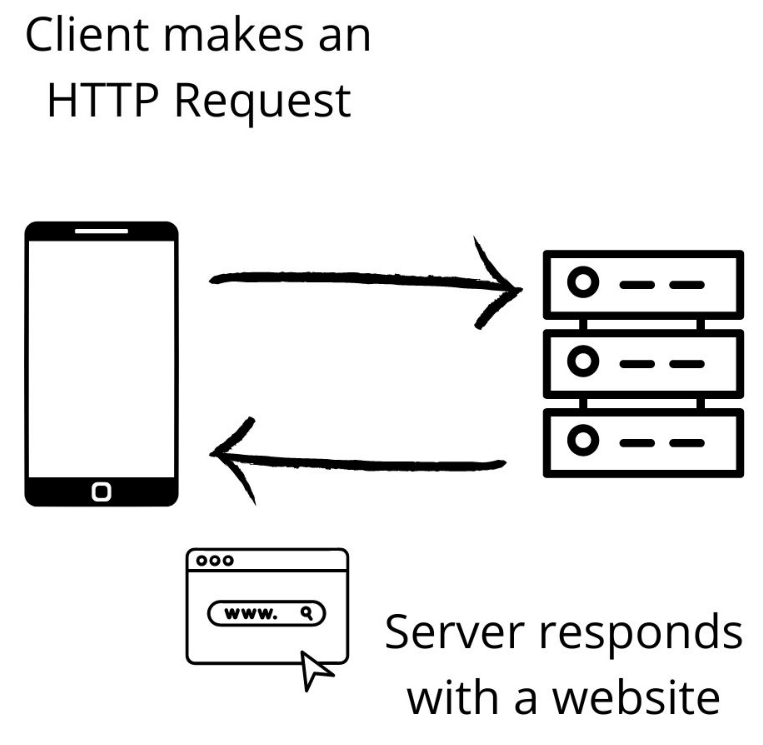 Client makes an
HTTP Request
www.
Server responds
with a website